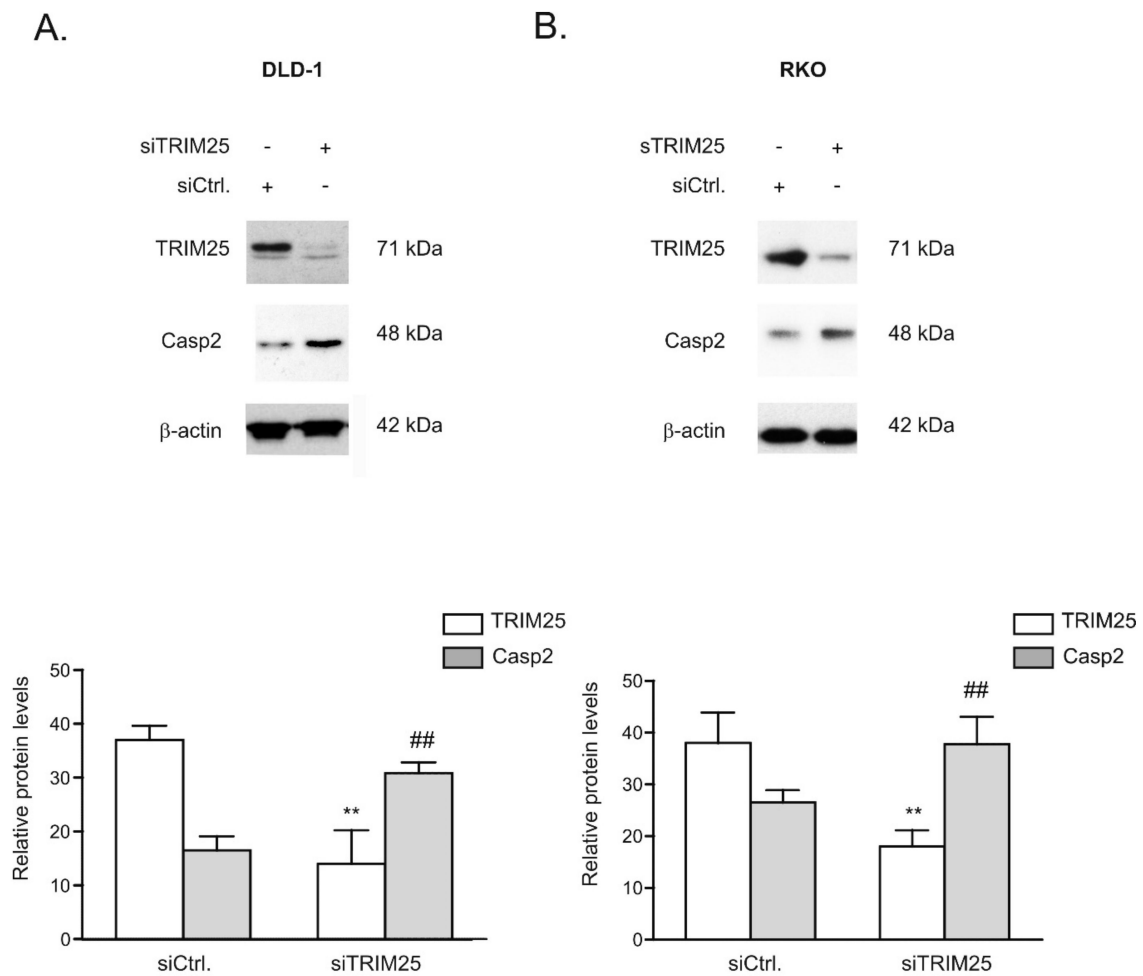 A.
DLD-1
siTRIM25 - +
siCtrl. + -
TRIM25 71 kDa
Casp2 48 kDa
β-actin 42 kDa
TRIM25
Casp2
Relative protein levels
50
40
30
20
10
0
##
**
siCtrl. siTRIM25
B.
RKO
sTRIM25 - +
siCtrl. + -
TRIM25 71 kDa
Casp2 48 kDa
β-actin 42 kDa
TRIM25
Casp2
Relative protein levels
50
40
30
20
10
0
##
**
siCtrl. siTRIM25